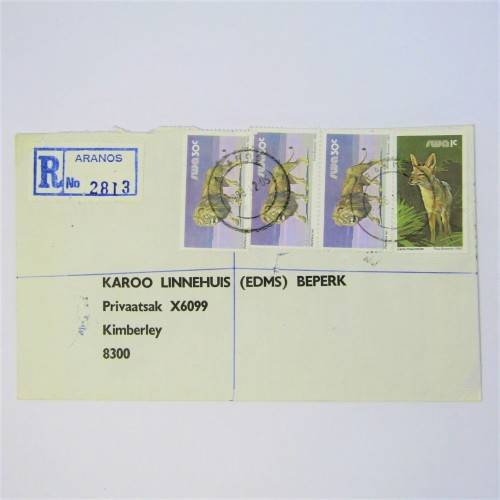 ARANOS
R No 2813
swa 30c
swa 30c
swa 30c
swa 1c
KAROO LINNEHUIS (EDMS) BEPERK
Privaatsak X6099
Kimberley
8300